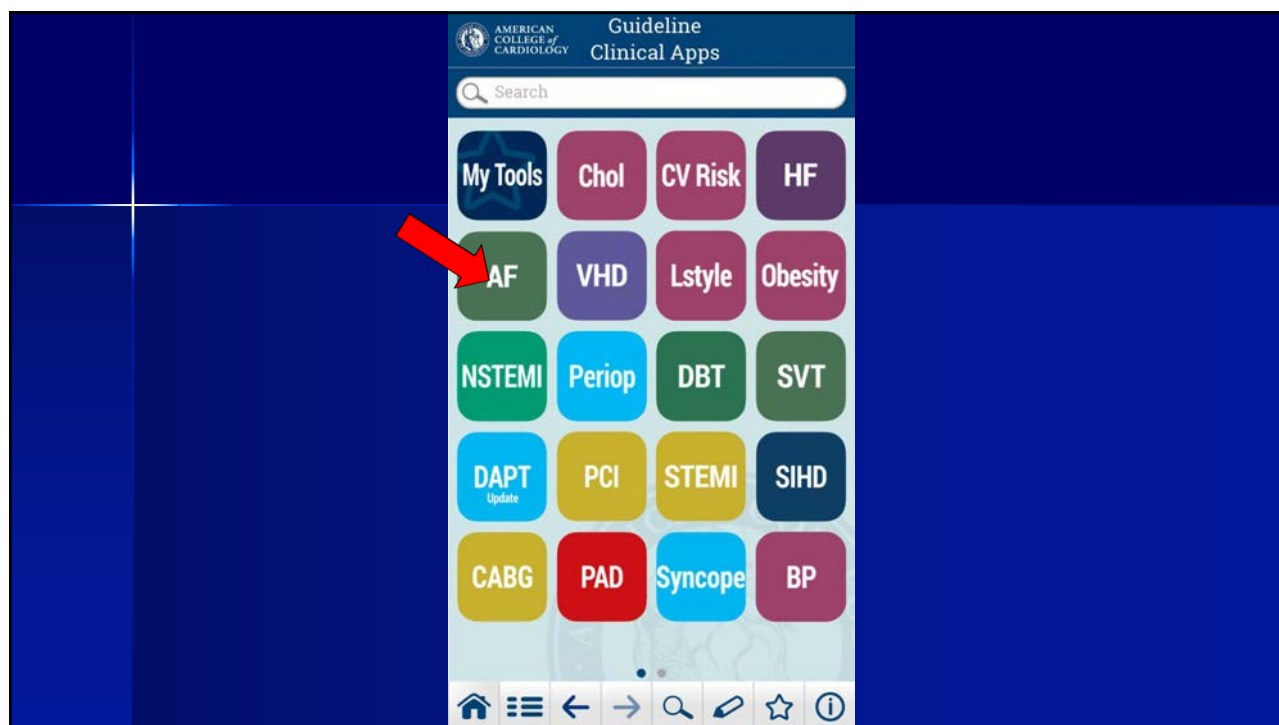 AMERICAN
COLLEGE of
CARDIOLOGY
Guideline
Clinical Apps
Search
My Tools
Chol
CV Risk
HF
AF
VHD
Lstyle
Obesity
NSTEMI
Periop
DBT
SVT
DAPT
Update
PCI
STEMI
SIHD
CABG
PAD
Syncope
BP